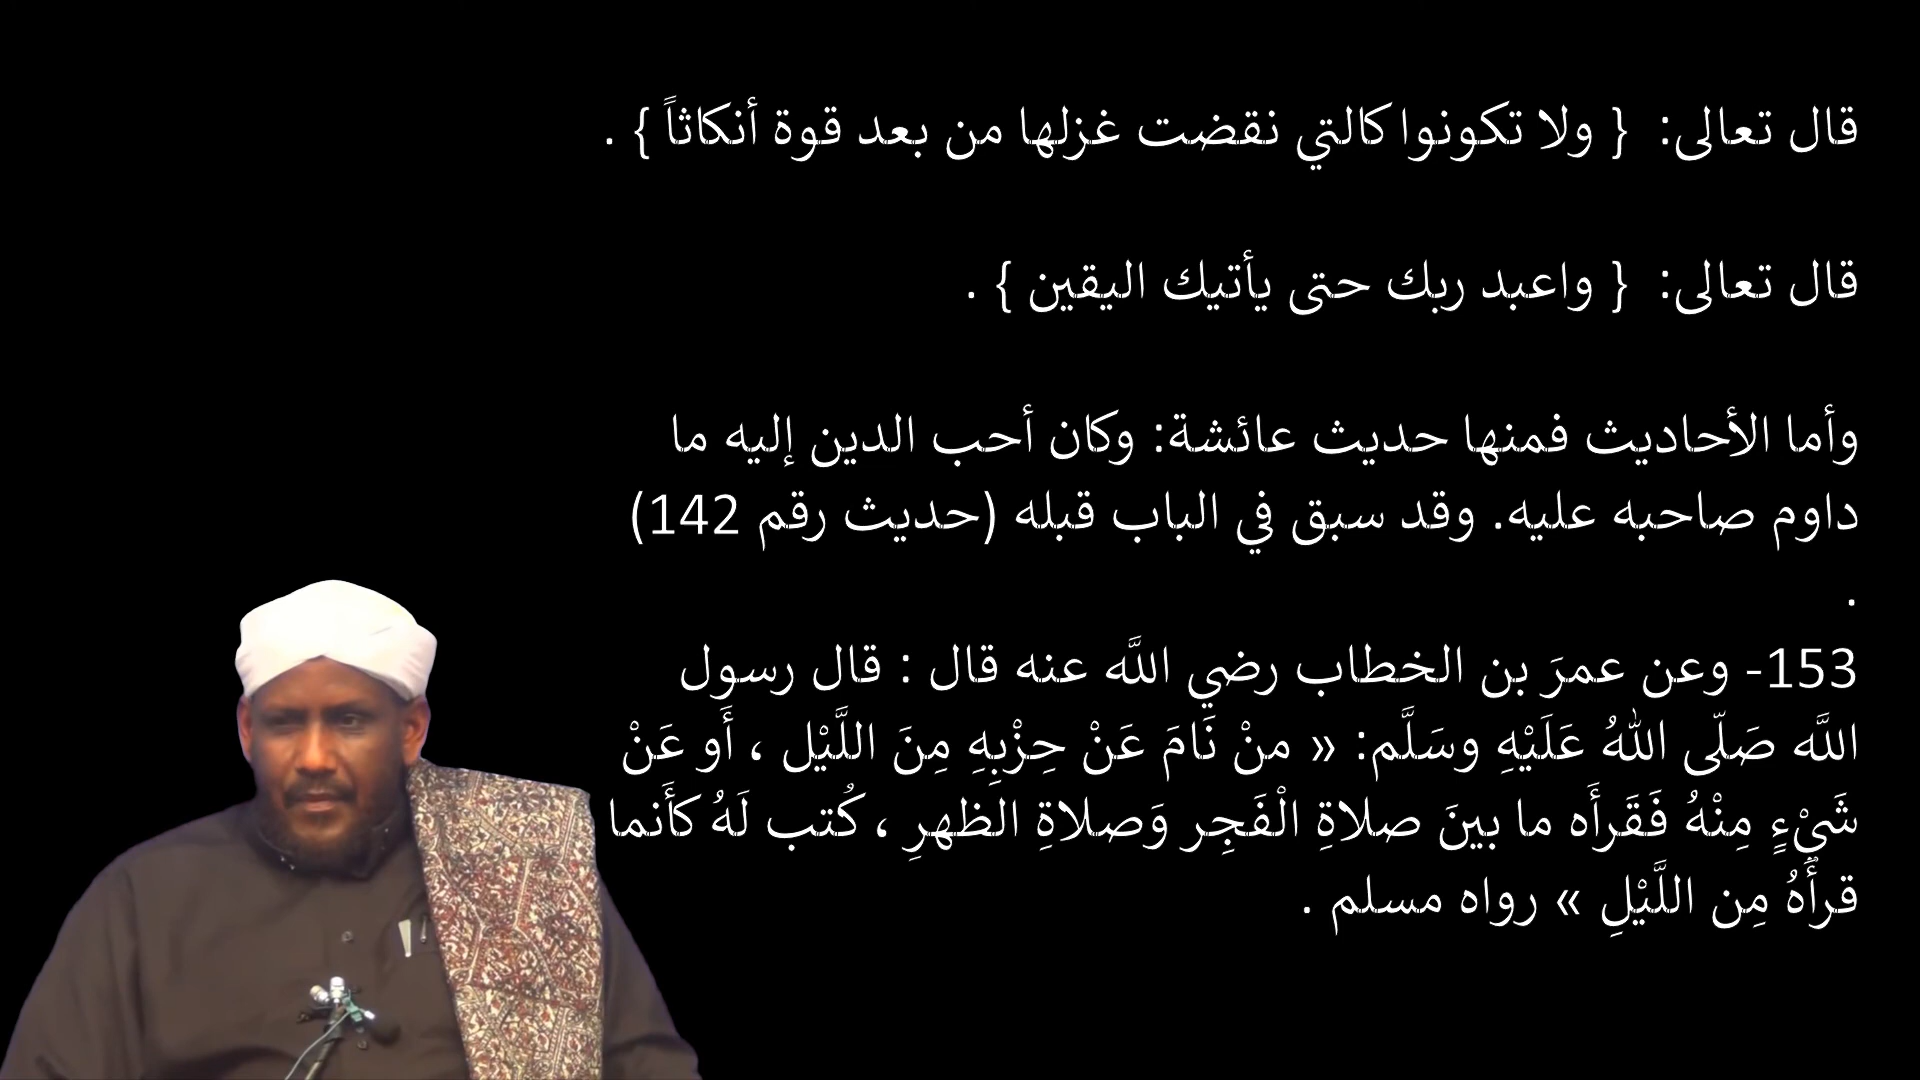 قال تعالى: { ولا تكونوا كالتي نقضت غزلها من بعد قوة أنكاثاً } .
قال تعالى: { واعبد ربك حتى يأتيك اليقين } .
وأما الأحاديث فمنها حديث عائشة: وكان أحب الدين إليه ما
داوم صاحبه عليه. وقد سبق في الباب قبله (حديث رقم 142)
.
153- وعن عمرَ بن الخطاب رضي اللَّه عنه قال : قال رسول
اللَّه صَلّى اللهُ عَلَيْهِ وسَلَّم: « منْ نَامَ عَنْ حِزْبِهِ مِنَ اللَّيْل ، أَو عَنْ
شَيْءٍ مِنْهُ فَقَرأَه ما بينَ صلاةِ الْفَجِر وَصلاةِ الظهرِ ، كُتب لَهُ كأَنما
قرأَهُ مِن اللَّيْلِ » رواه مسلم .